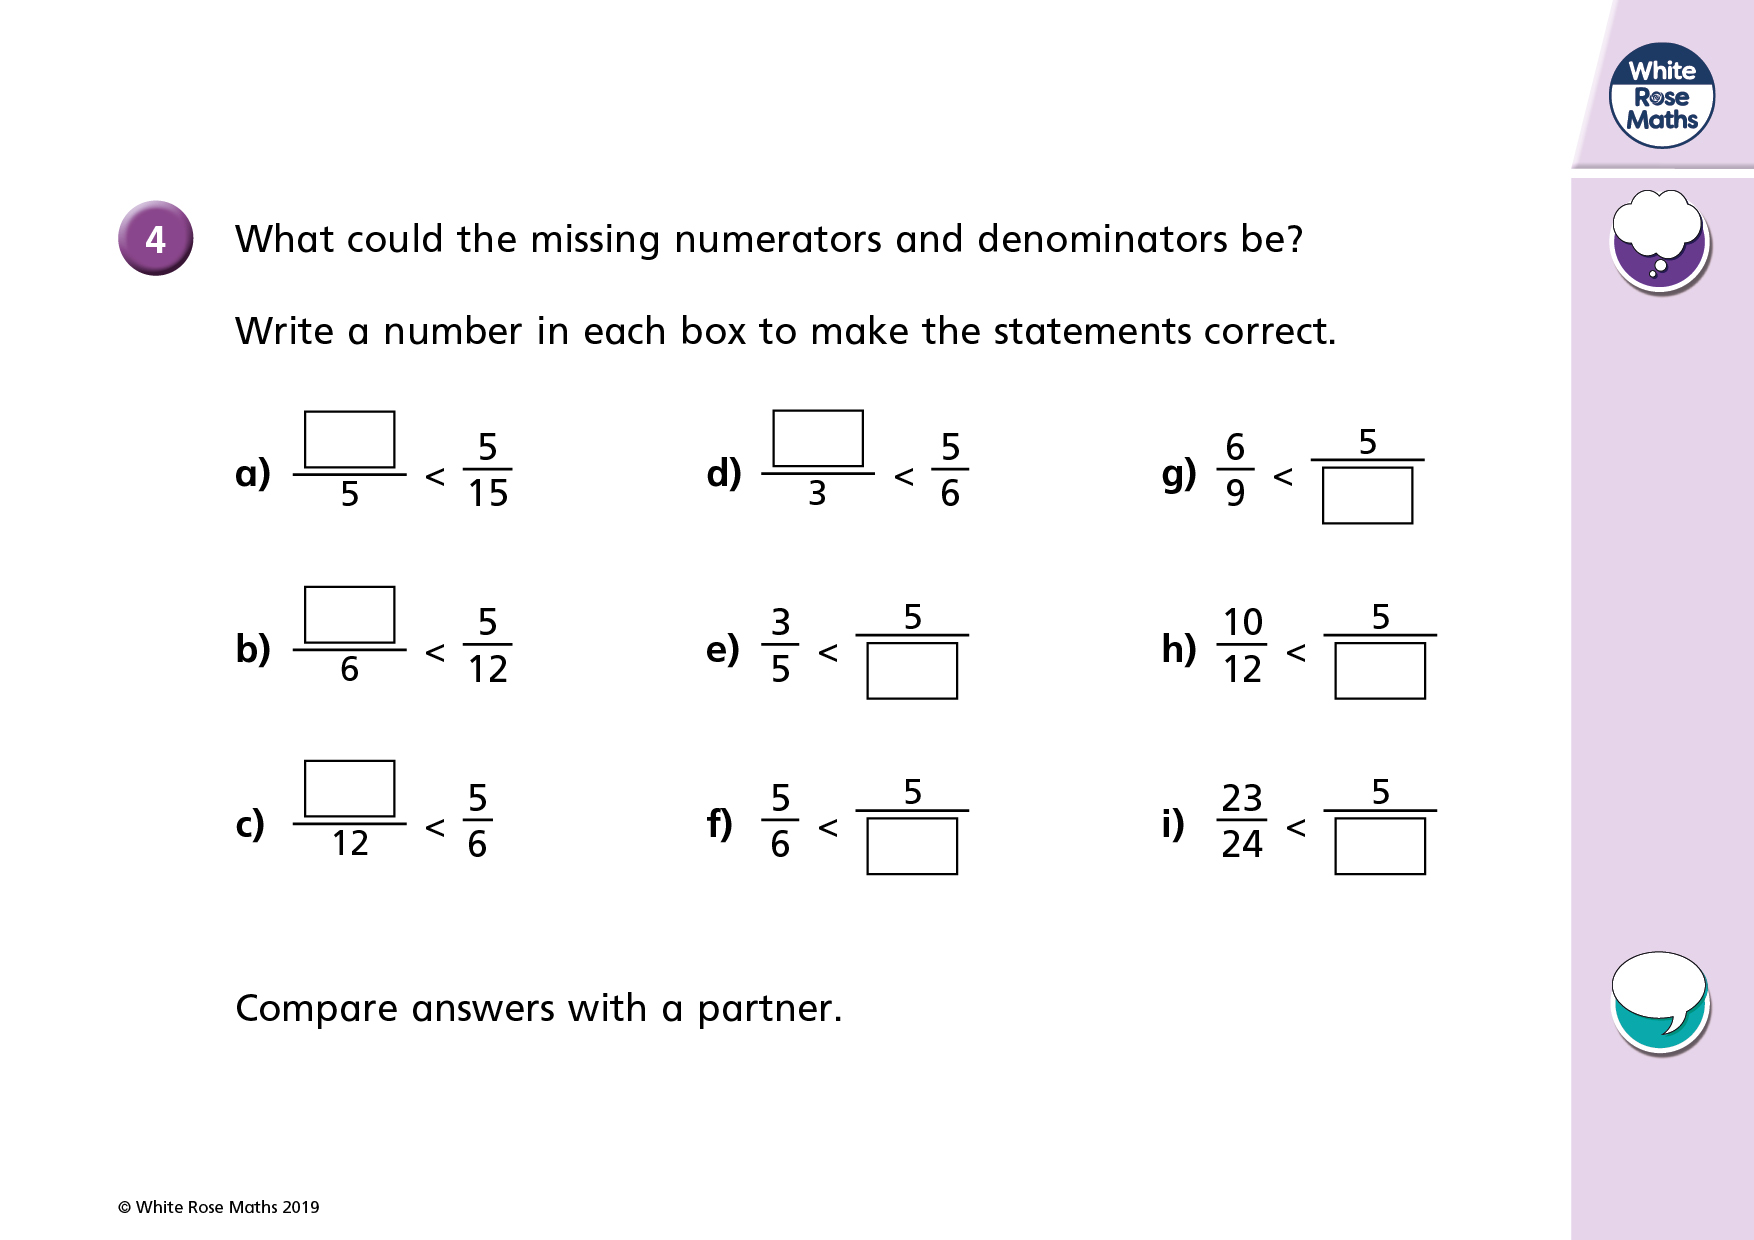 White
Rose
Maths
4 What could the missing numerators and denominators be?
Write a number in each box to make the statements correct.
a) □/5 < 5/15
d) □/3 < 5/6
g) 6/9 < 5/□
b) □/6 < 5/12
e) 3/5 < 5/□
h) 10/12 < 5/□
c) □/12 < 5/6
f) 5/6 < 5/□
i) 23/24 < 5/□
Compare answers with a partner.
© White Rose Maths 2019